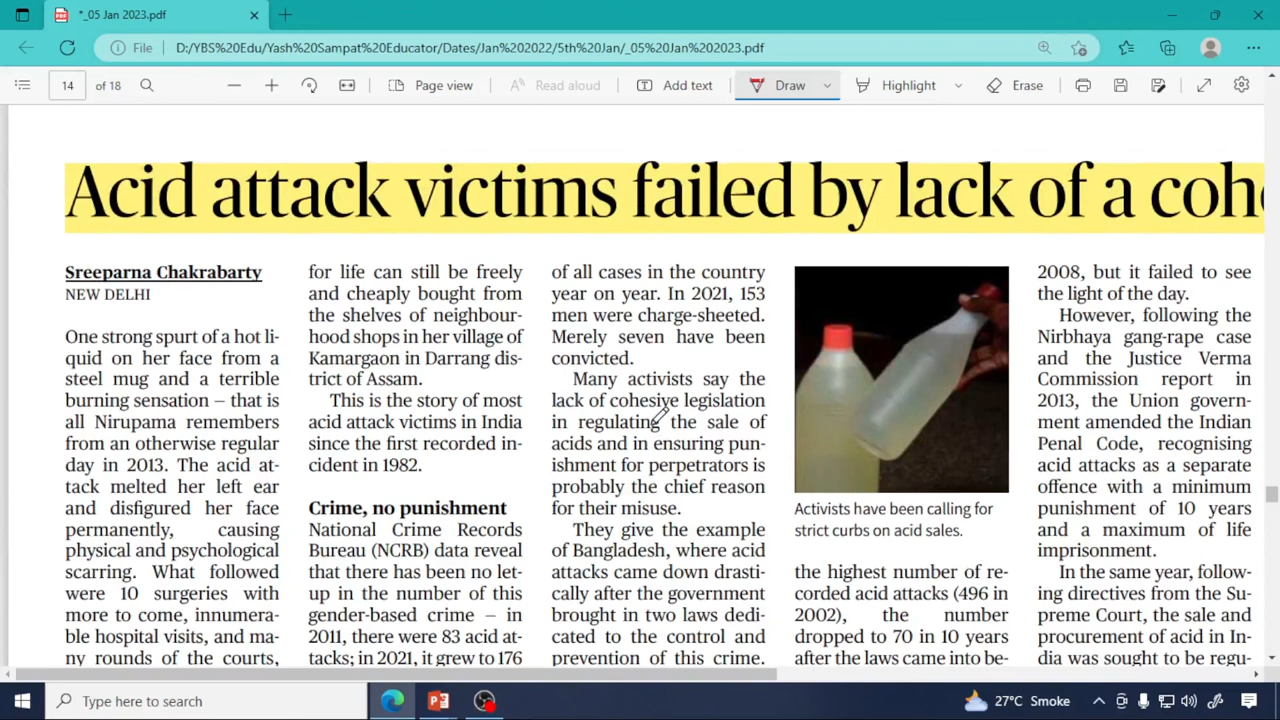 *_05 Jan 2023.pdf
File
D:/YBS%20Edu/Yash%20Sampat%20Educator/Dates/Jan%202022/5th%20Jan/_05%20Jan%202023.pdf
14 of 18
Page view
Read aloud
Add text
Draw
Highlight
Erase
Acid attack victims failed by lack of a coh
Sreeparna Chakrabarty
NEW DELHI
One strong spurt of a hot li-
quid on her face from a
steel mug and a terrible
burning sensation – that is
all Nirupama remembers
from an otherwise regular
day in 2013. The acid at-
tack melted her left ear
and disfigured her face
permanently, causing
physical and psychological
scarring. What followed
were 10 surgeries with
more to come, innumera-
ble hospital visits, and ma-
ny rounds of the courts,
for life can still be freely
and cheaply bought from
the shelves of neighbour-
hood shops in her village of
Kamargaon in Darrang dis-
trict of Assam.
This is the story of most
acid attack victims in India
since the first recorded in-
cident in 1982.
Crime, no punishment
National Crime Records
Bureau (NCRB) data reveal
that there has been no let-
up in the number of this
gender-based crime – in
2011, there were 83 acid at-
tacks; in 2021, it grew to 176
of all cases in the country
year on year. In 2021, 153
men were charge-sheeted.
Merely seven have been
convicted.
Many activists say the
lack of cohesive legislation
in regulating the sale of
acids and in ensuring pun-
ishment for perpetrators is
probably the chief reason
for their misuse.
They give the example
of Bangladesh, where acid
attacks came down drasti-
cally after the government
brought in two laws dedi-
cated to the control and
prevention of this crime.
Activists have been calling for
strict curbs on acid sales.
the highest number of re-
corded acid attacks (496 in
2002), the number
dropped to 70 in 10 years
after the laws came into be-
2008, but it failed to see
the light of the day.
However, following the
Nirbhaya gang-rape case
and the Justice Verma
Commission report in
2013, the Union govern-
ment amended the Indian
Penal Code, recognising
acid attacks as a separate
offence with a minimum
punishment of 10 years
and a maximum of life
imprisonment.
In the same year, follow-
ing directives from the Su-
preme Court, the sale and
procurement of acid in In-
dia was sought to be regu-
Type here to search
27°C Smoke